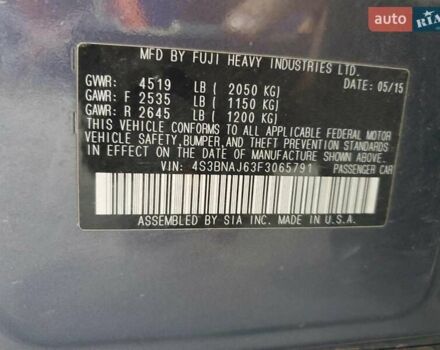 auto RIA
MFD BY FUJI HEAVY INDUSTRIES LTD.
GVWR: 4519 LB ( 2050 KG) DATE: 05/15
GAWR: F 2535 LB ( 1150 KG)
GAWR: R 2645 LB ( 1200 KG)
THIS VEHICLE CONFORMS TO ALL APPLICABLE FEDERAL MOTOR
VEHICLE SAFETY, BUMPER, AND THEFT PREVENTION STANDARDS
IN EFFECT ON THE DATE OF MANUFACTURE SHOWN ABOVE.
VIN: 4S3BNAJ63F3065791 PASSENGER CAR
ASSEMBLED BY SIA INC. MADE IN U.S.A.